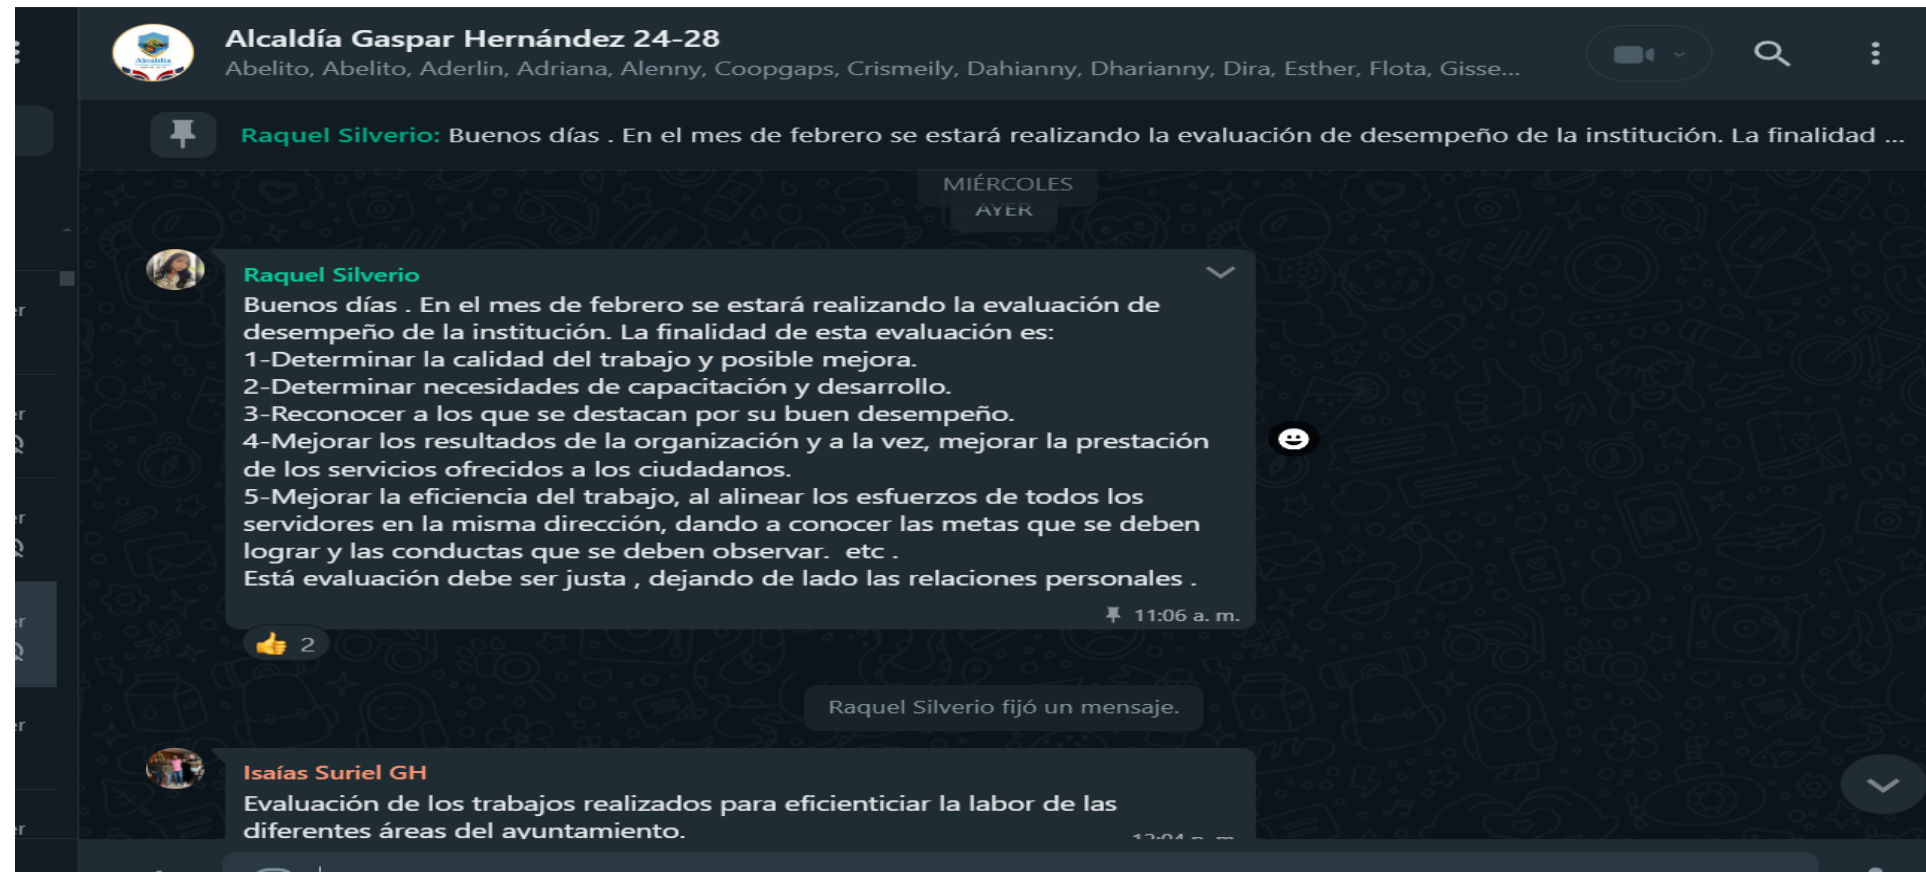 Alcaldía Gaspar Hernández 24-28
Abelito, Abelito, Aderlin, Adriana, Alenny, Coopgaps, Crismeily, Dahianny, Dharianny, Dira, Esther, Flota, Gisse...
Raquel Silverio: Buenos días . En el mes de febrero se estará realizando la evaluación de desempeño de la institución. La finalidad ...
MIÉRCOLES
AYER
Raquel Silverio
Buenos días . En el mes de febrero se estará realizando la evaluación de
desempeño de la institución. La finalidad de esta evaluación es:
1-Determinar la calidad del trabajo y posible mejora.
2-Determinar necesidades de capacitación y desarrollo.
3-Reconocer a los que se destacan por su buen desempeño.
4-Mejorar los resultados de la organización y a la vez, mejorar la prestación
de los servicios ofrecidos a los ciudadanos.
5-Mejorar la eficiencia del trabajo, al alinear los esfuerzos de todos los
servidores en la misma dirección, dando a conocer las metas que se deben
lograr y las conductas que se deben observar.  etc .
Está evaluación debe ser justa , dejando de lado las relaciones personales .
11:06 a. m.
👍 2
Raquel Silverio fijó un mensaje.
Isaías Suriel GH
Evaluación de los trabajos realizados para eficienticiar la labor de las
diferentes áreas del ayuntamiento.